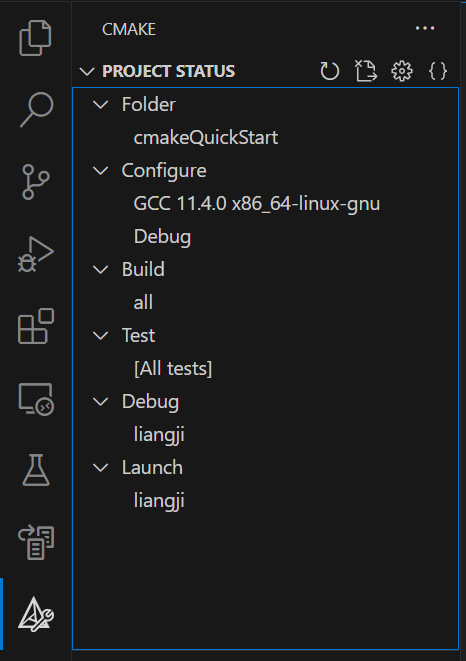 CMAKE
PROJECT STATUS
Folder
cmakeQuickStart
Configure
GCC 11.4.0 x86_64-linux-gnu
Debug
Build
all
Test
[All tests]
Debug
liangji
Launch
liangji